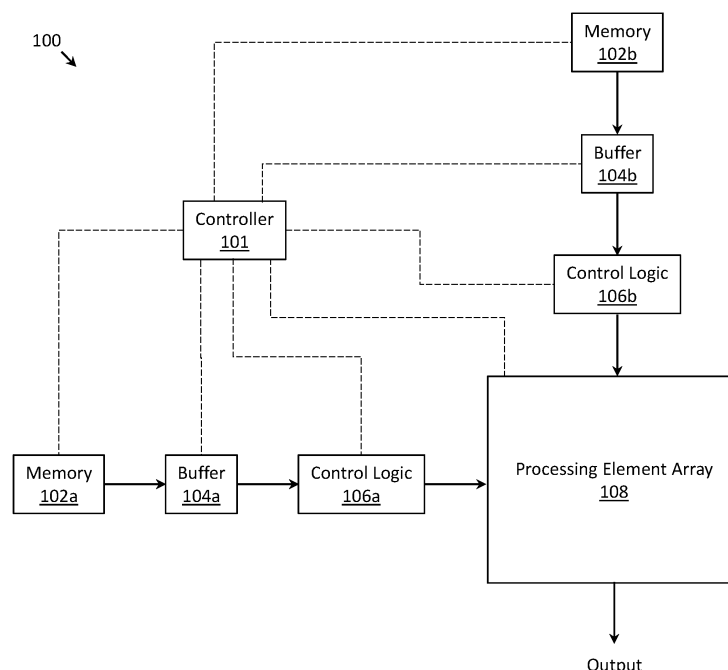 100
Memory
102b
Buffer
104b
Controller
101
Control Logic
106b
Memory
102a
Buffer
104a
Control Logic
106a
Processing Element Array
108
Output